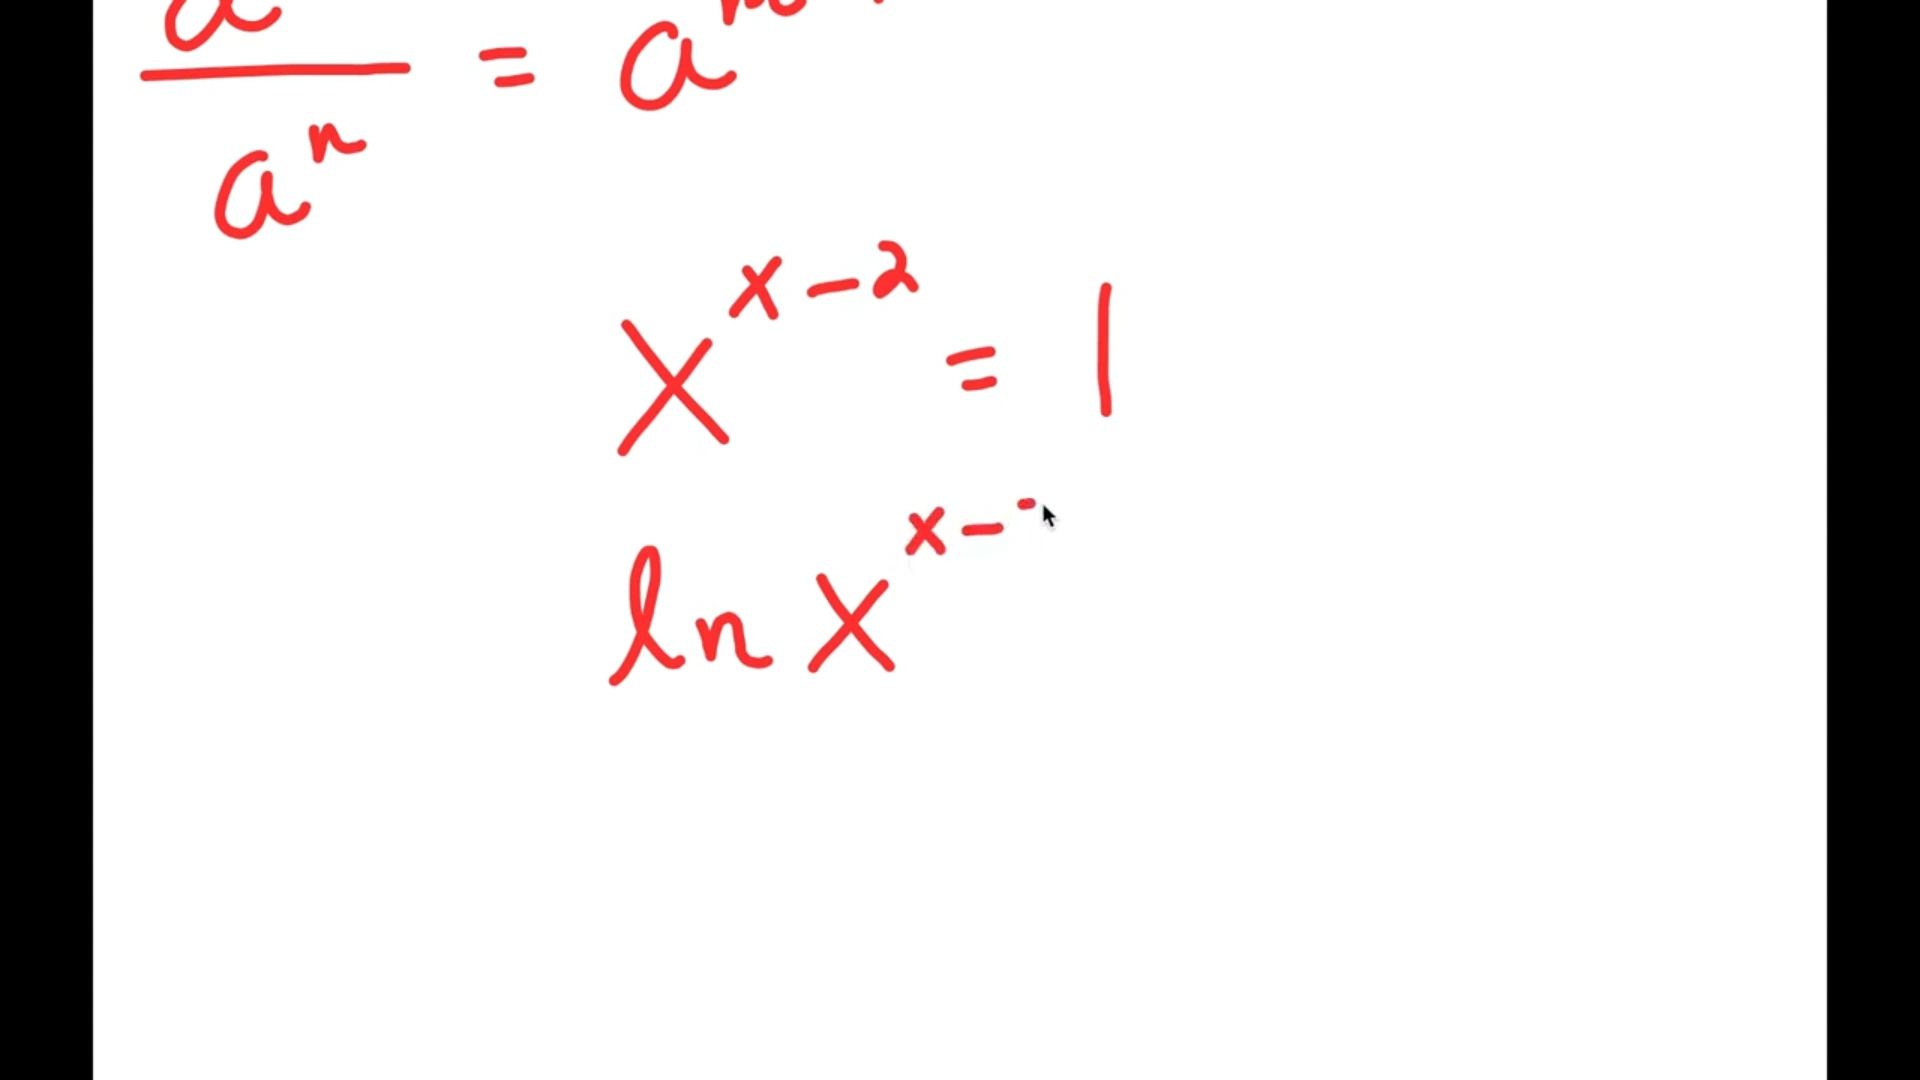 a
—
a^n = a^m
x^{x-2} = 1
ln x^{x-